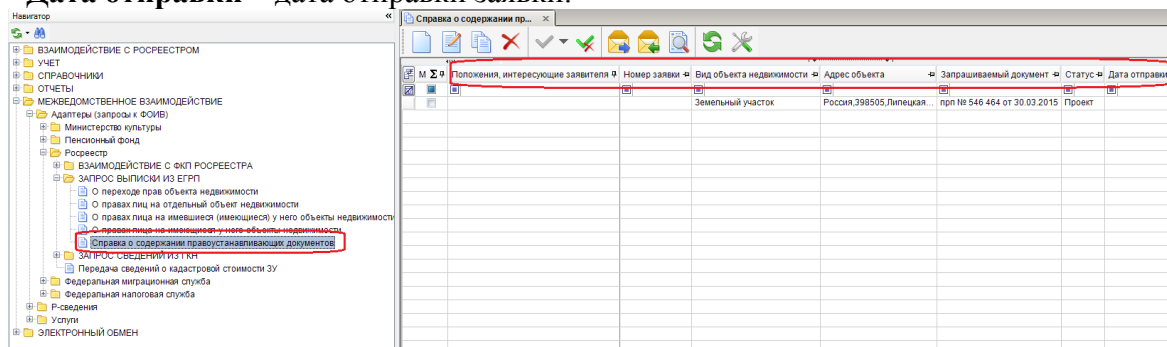 Дата отправки – дата отправки заявки.
Навигатор «
ВЗАИМОДЕЙСТВИЕ С РОСРЕЕСТРОМ
УЧЕТ
СПРАВОЧНИКИ
ОТЧЕТЫ
МЕЖВЕДОМСТВЕННОЕ ВЗАИМОДЕЙСТВИЕ
Адаптеры (запросы к ФОИВ)
Министерство культуры
Пенсионный фонд
Росреестр
ВЗАИМОДЕЙСТВИЕ С ФКП РОСРЕЕСТРА
ЗАПРОС ВЫПИСКИ ИЗ ЕГРП
О переходе прав объекта недвижимости
О правах лиц на отдельный объект недвижимости
О правах лица на имевшиеся (имеющиеся) у него объекты недвижимости
О правах лица на имеющиеся у него объекты недвижимости
Справка о содержании правоустанавливающих документов
ЗАПРОС СВЕДЕНИЙ ИЗ ГКН
Передача сведений о кадастровой стоимости ЗУ
Федеральная миграционная служба
Федеральная налоговая служба
Р-сведения
Услуги
ЭЛЕКТРОННЫЙ ОБМЕН
Справка о содержании пр... ×
М Σ Положения, интересующие заявителя Номер заявки Вид объекта недвижимости Адрес объекта Запрашиваемый документ Статус Дата отправки
Земельный участок Россия,398505,Липецкая... прп № 546 464 от 30.03.2015 Проект